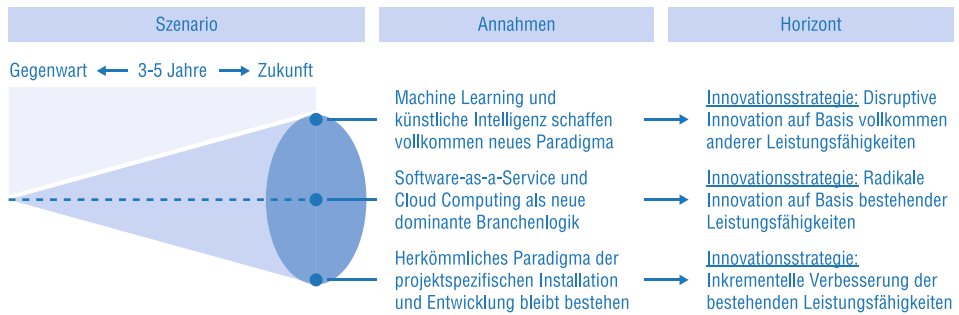 Szenario
Annahmen
Horizont
Gegenwart 3-5 Jahre Zukunft
Machine Learning und
künstliche Intelligenz schaffen
vollkommen neues Paradigma
Innovationsstrategie: Disruptive
Innovation auf Basis vollkommen
anderer Leistungsfähigkeiten
Software-as-a-Service und
Cloud Computing als neue
dominante Branchenlogik
Innovationsstrategie: Radikale
Innovation auf Basis bestehender
Leistungsfähigkeiten
Herkömmliches Paradigma der
projektspezifischen Installation
und Entwicklung bleibt bestehen
Innovationsstrategie:
Inkrementelle Verbesserung der
bestehenden Leistungsfähigkeiten